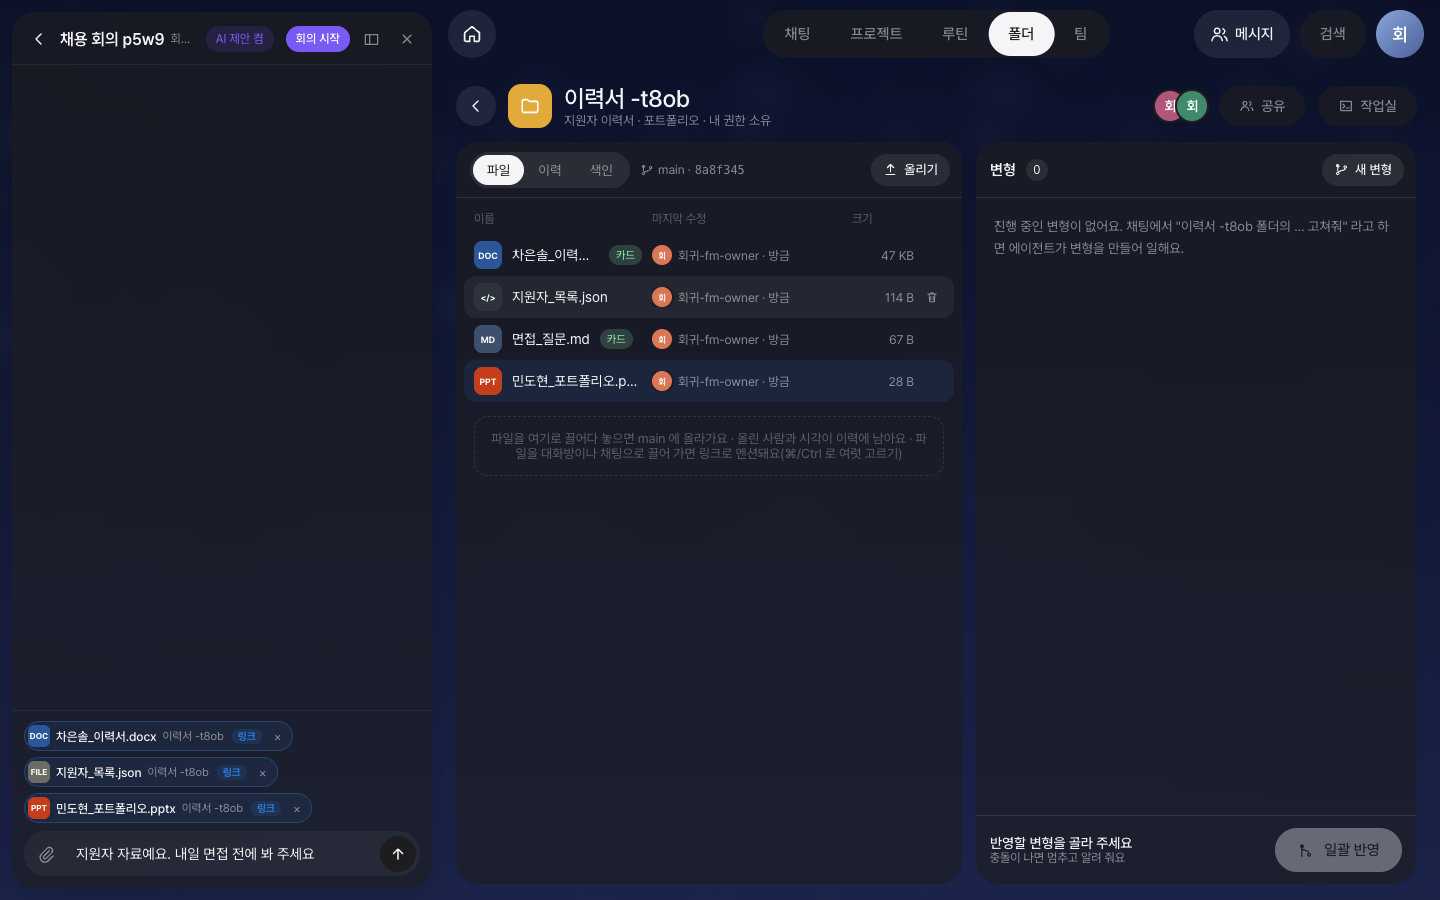 채용 회의 p5w9 회... AI 제안 켬 회의 시작
채팅 프로젝트 루틴 폴더 팀 메시지 검색 회
이력서 -t8ob
지원자 이력서 · 포트폴리오 · 내 권한 소유
회 회 공유 작업실
파일 이력 색인 main · 8a8f345 올리기
이름 마지막 수정 크기
DOC 차은솔_이력... 카드 회 회귀-fm-owner · 방금 47 KB
</> 지원자_목록.json 회 회귀-fm-owner · 방금 114 B
MD 면접_질문.md 카드 회 회귀-fm-owner · 방금 67 B
PPT 민도현_포트폴리오.p... 회 회귀-fm-owner · 방금 28 B
파일을 여기로 끌어다 놓으면 main 에 올라가요 · 올린 사람과 시각이 이력에 남아요 · 파
일을 대화방이나 채팅으로 끌어 가면 링크로 멘션돼요(⌘/Ctrl 로 여럿 고르기)
변형 0 새 변형
진행 중인 변형이 없어요. 채팅에서 "이력서 -t8ob 폴더의 ... 고쳐줘" 라고 하
면 에이전트가 변형을 만들어 일해요.
DOC 차은솔_이력서.docx 이력서 -t8ob 링크 ×
FILE 지원자_목록.json 이력서 -t8ob 링크 ×
PPT 민도현_포트폴리오.pptx 이력서 -t8ob 링크 ×
지원자 자료예요. 내일 면접 전에 봐 주세요
반영할 변형을 골라 주세요
충돌이 나면 멈추고 알려 줘요
일괄 반영